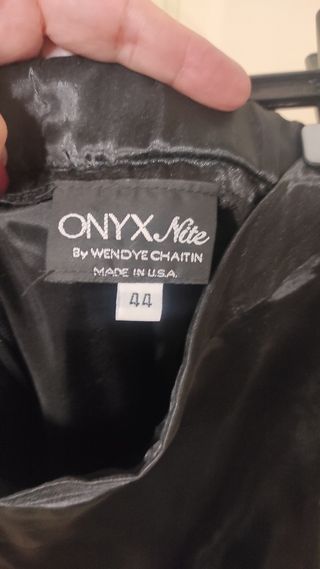 ONYX Nite
By WENDYE CHAITIN
MADE IN U.S.A.
44